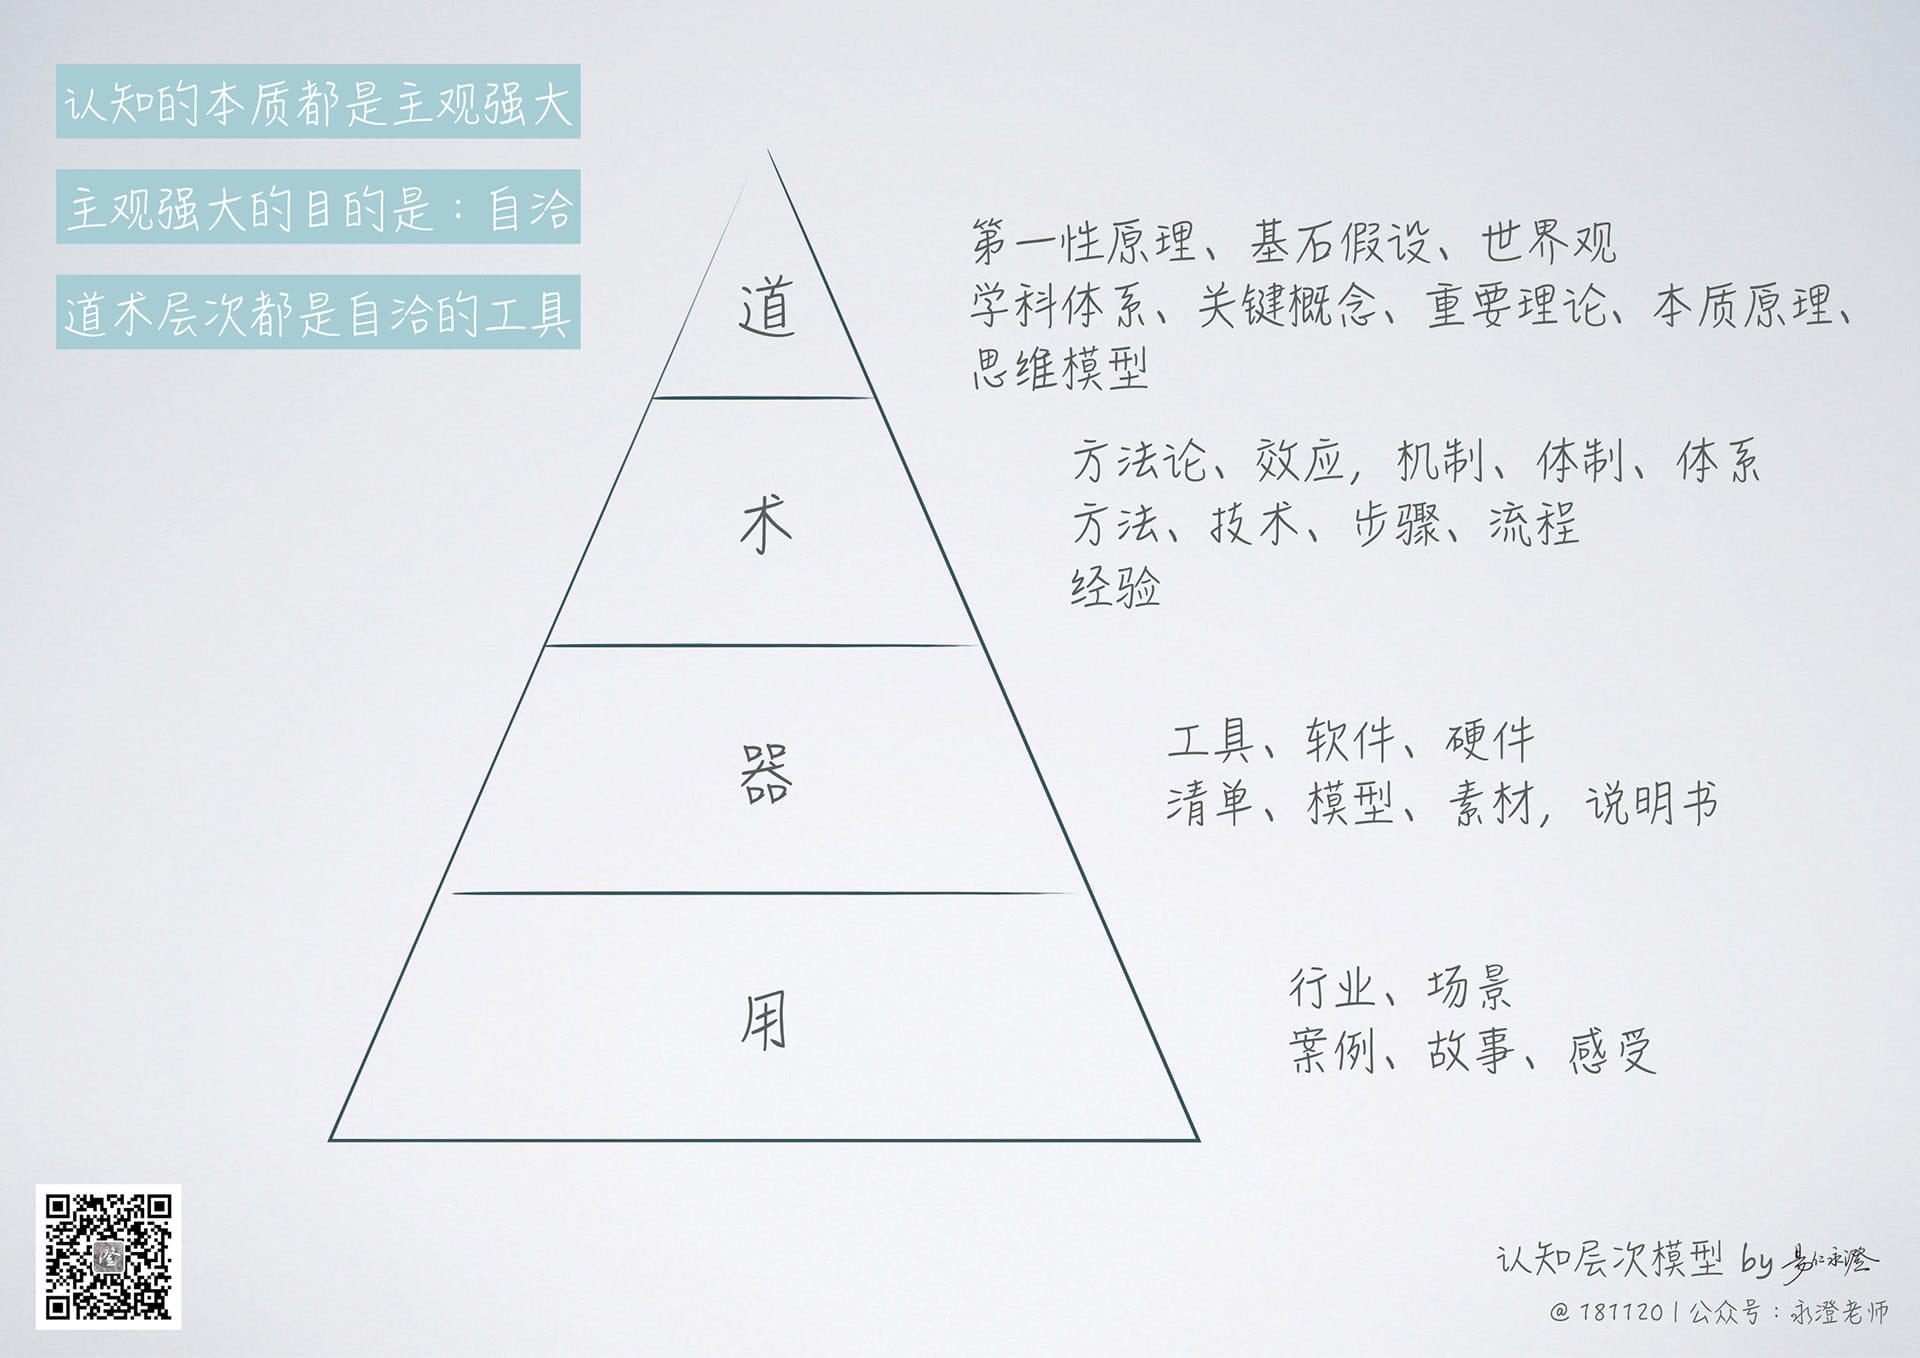 认知的本质都是主观强大
主观强大的目的是：自洽
道术层次都是自洽的工具
道
第一性原理、基石假设、世界观
学科体系、关键概念、重要理论、本质原理、
思维模型
术
方法论、效应，机制、体制、体系
方法、技术、步骤、流程
经验
器
工具、软件、硬件
清单、模型、素材，说明书
用
行业、场景
案例、故事、感受
澄
认知层次模型 by 易仁永澄
@181120|公众号：永澄老师